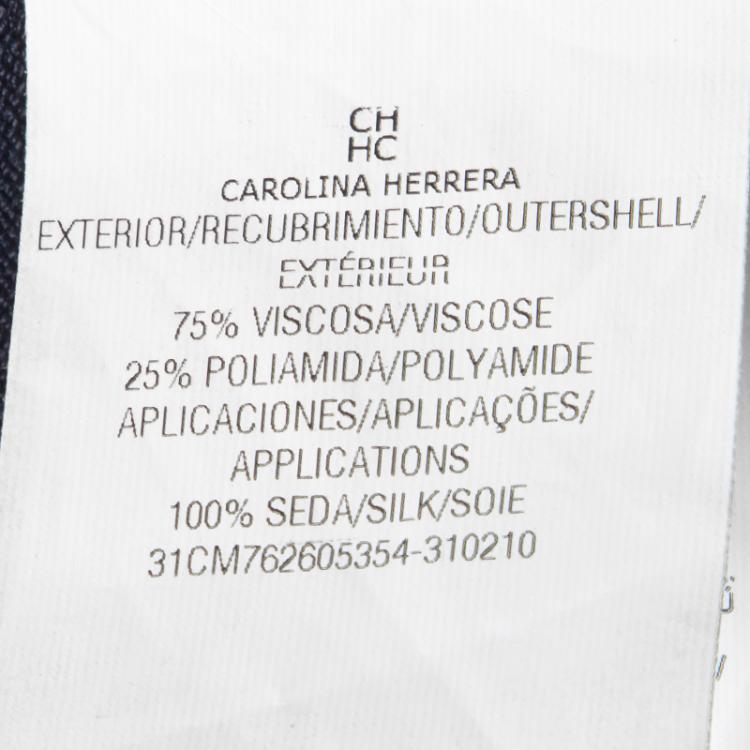 CH
HC
CAROLINA HERRERA
EXTERIOR/RECUBRIMIENTO/OUTERSHELL/
EXTÉRIEUR
75% VISCOSA/VISCOSE
25% POLIAMIDA/POLYAMIDE
APLICACIONES/APLICAÇÕES/
APPLICATIONS
100% SEDA/SILK/SOIE
31CM762605354-310210